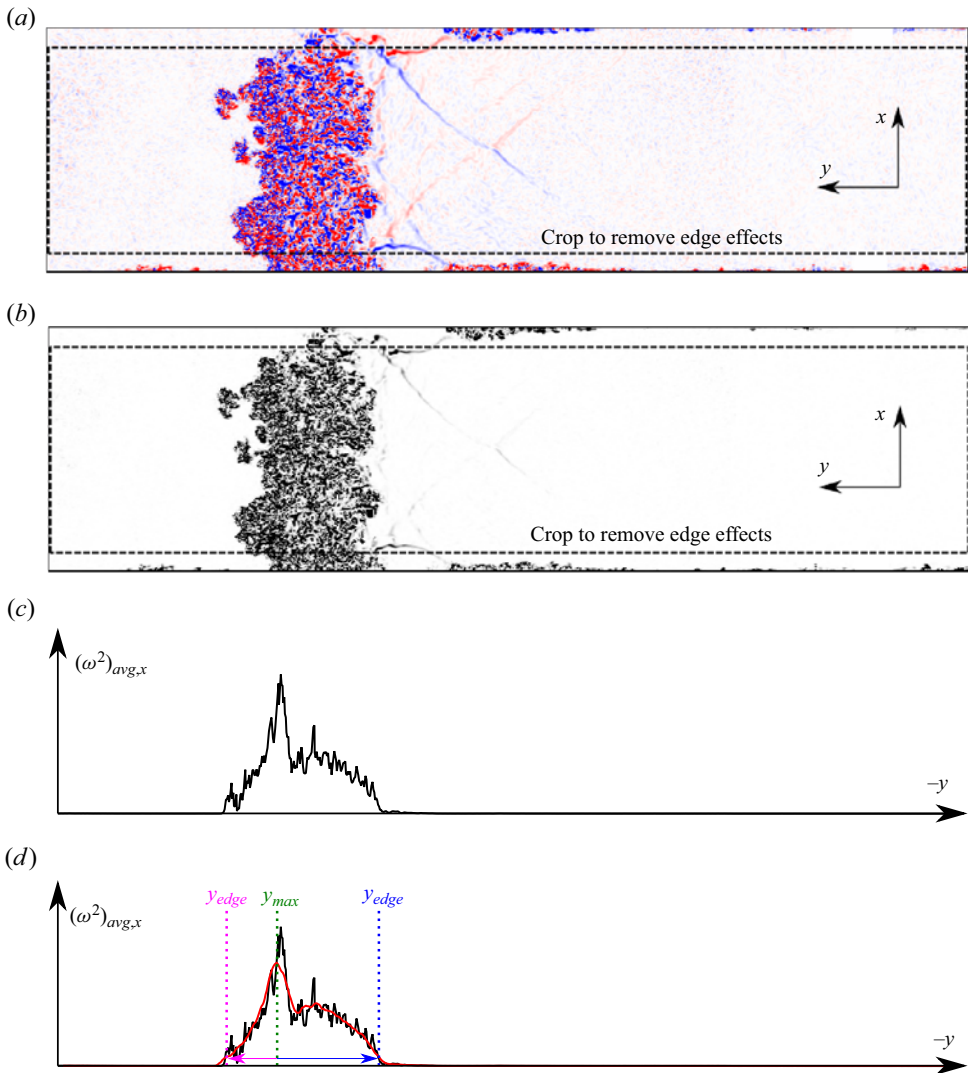 (a)
x
y
Crop to remove edge effects
(b)
x
y
Crop to remove edge effects
(c)
(ω²)avg,x
–y
(d)
yedge ymax yedge
(ω²)avg,x
–y